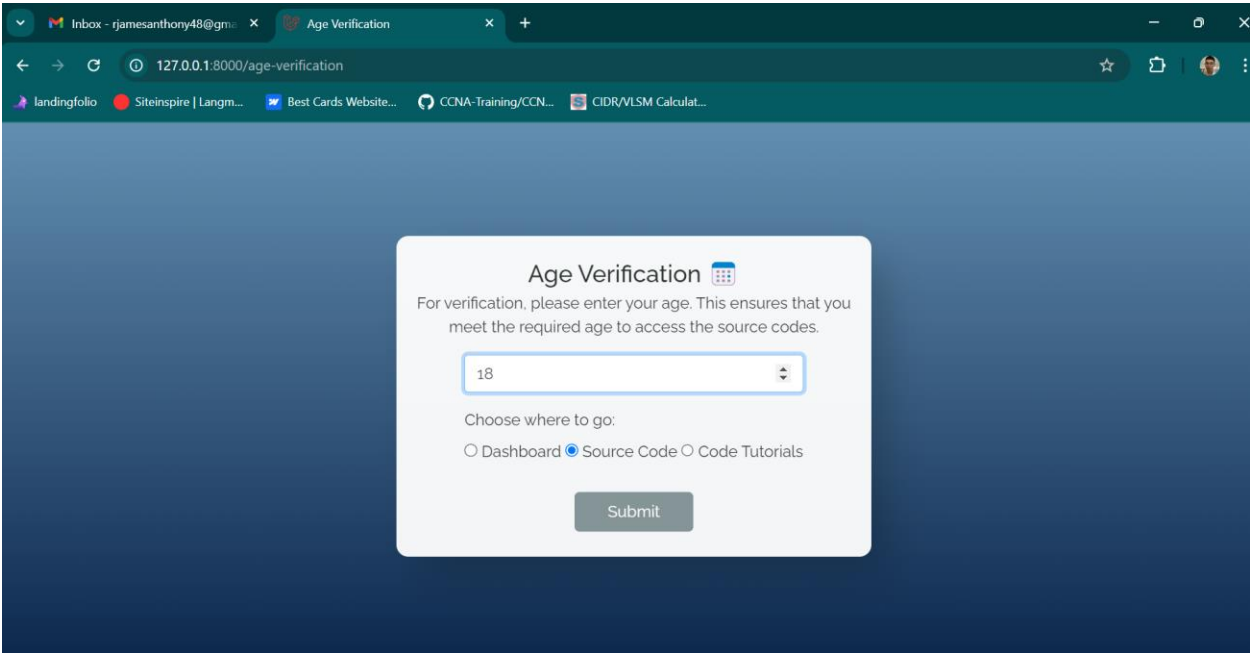 Inbox - rjamesanthony48@gma
Age Verification
127.0.0.1:8000/age-verification
landingfolio
Siteinspire | Langm...
Best Cards Website...
CCNA-Training/CCN...
CIDR/VLSM Calculat...
Age Verification
For verification, please enter your age. This ensures that you
meet the required age to access the source codes.
18
Choose where to go:
Dashboard Source Code Code Tutorials
Submit